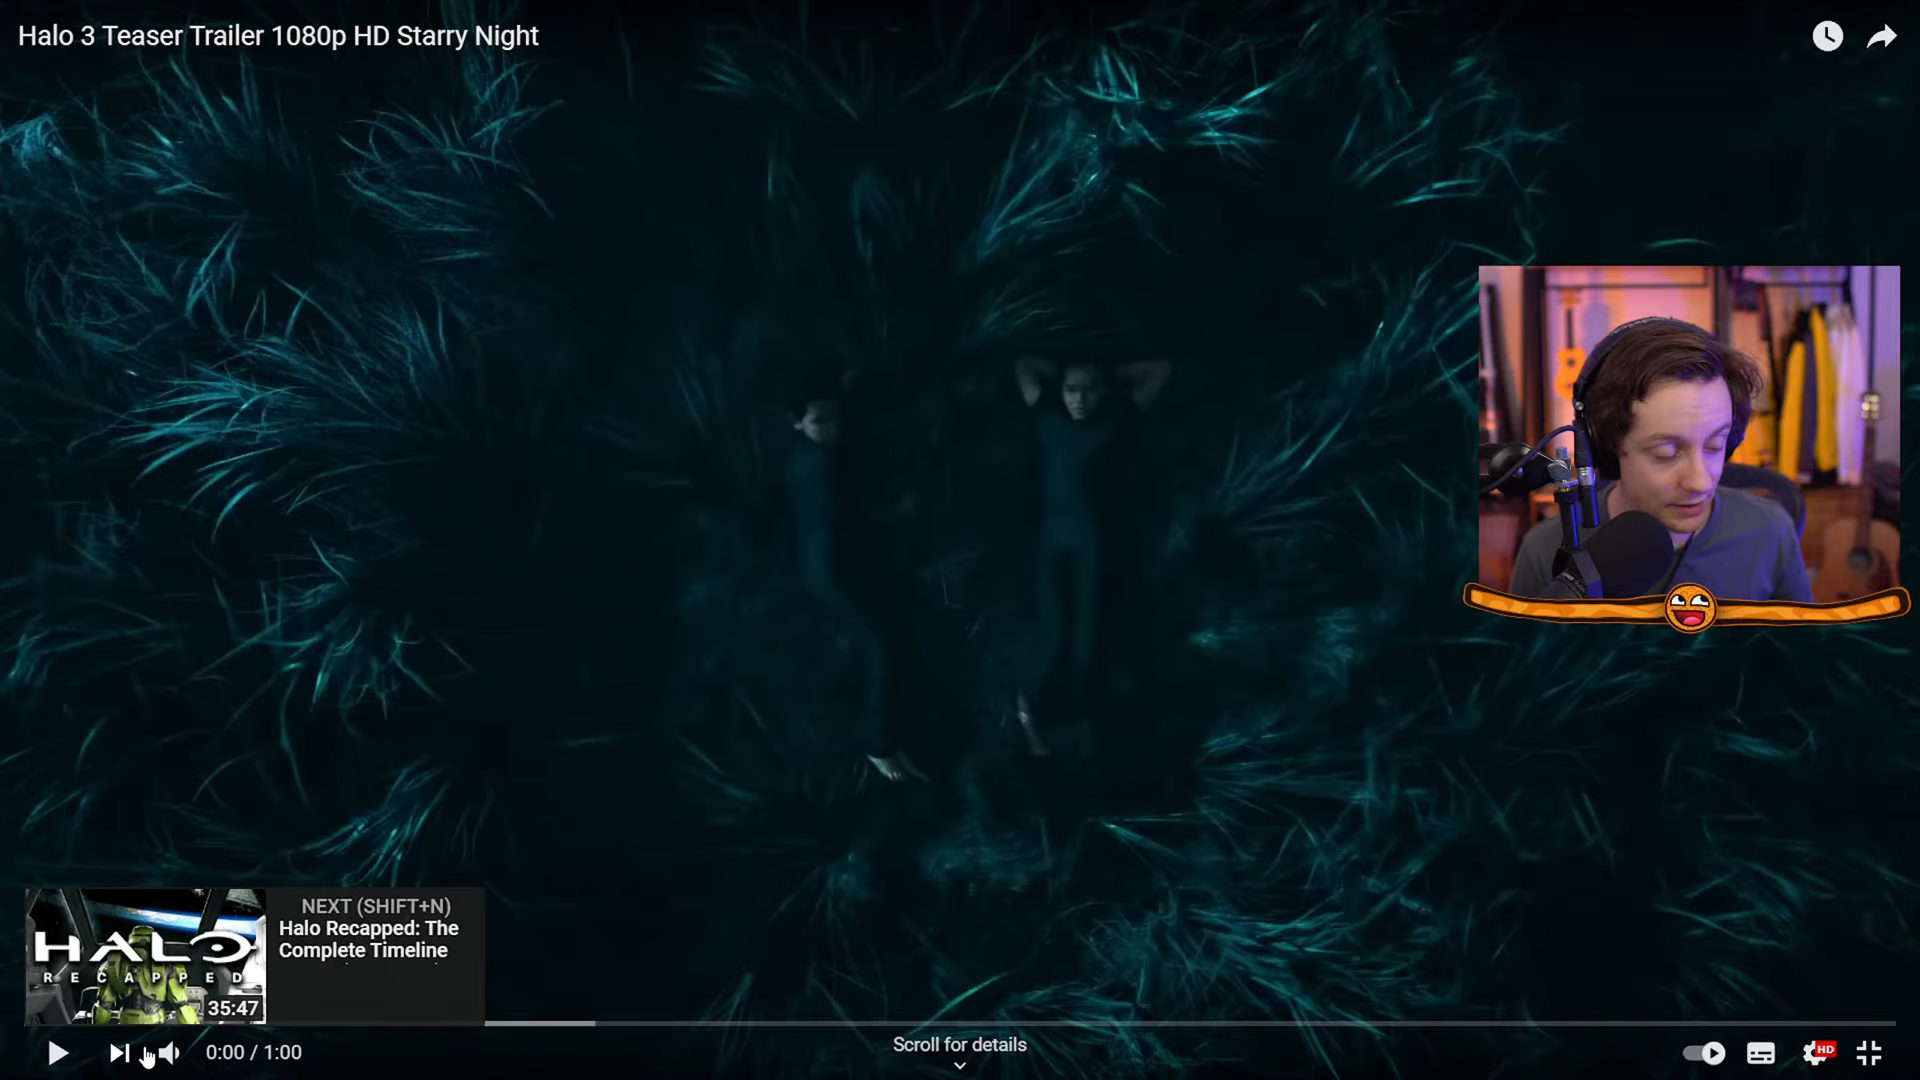 Halo 3 Teaser Trailer 1080p HD Starry Night
NEXT (SHIFT+N)
Halo Recapped: The
Complete Timeline
HALO
RECAPPED
35:47
0:00 / 1:00
Scroll for details
HD